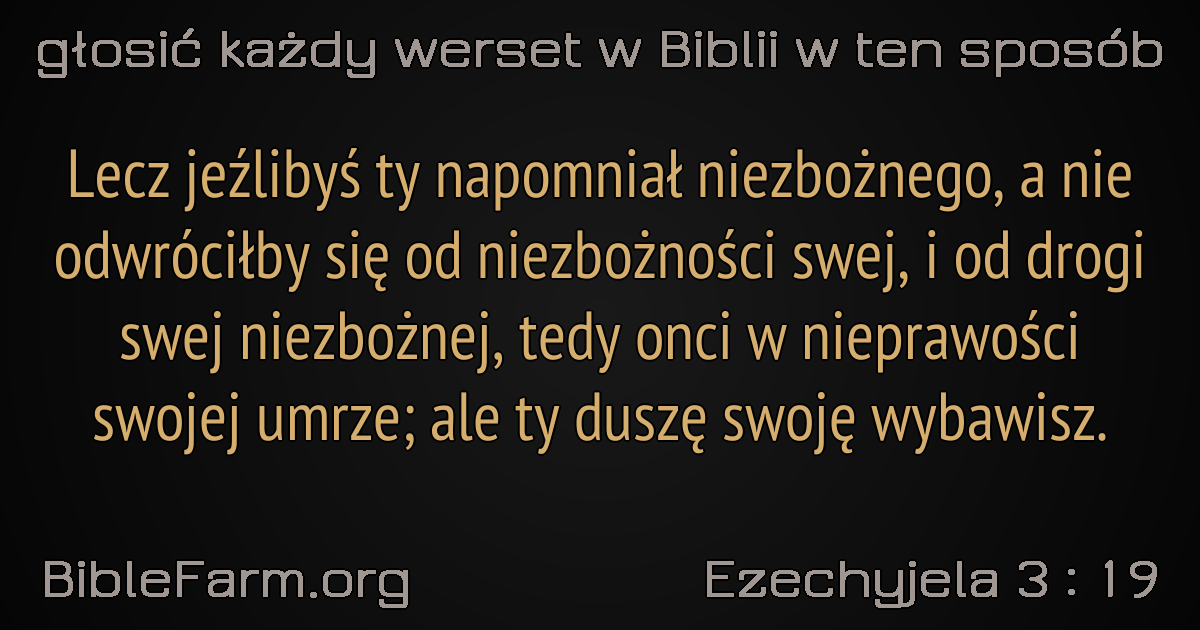 głosić każdy werset w Biblii w ten sposób
Lecz jeźlibyś ty napomniał niezbożnego, a nie
odwróciłby się od niezbożności swej, i od drogi
swej niezbożnej, tedy onci w nieprawości
swojej umrze; ale ty duszę swoję wybawisz.
BibleFarm.org
Ezechyjela 3 : 19